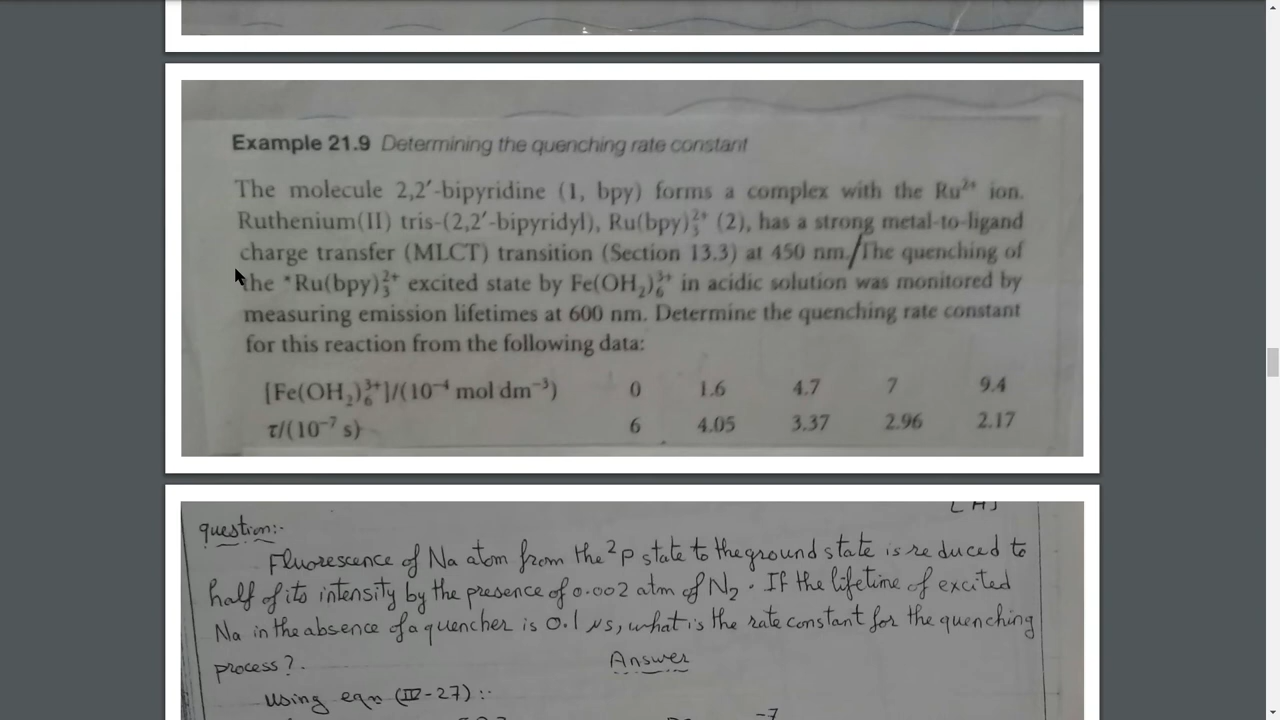 Example 21.9 Determining the quenching rate constant
The molecule 2,2′-bipyridine (1, bpy) forms a complex with the Ru²⁺ ion.
Ruthenium(II) tris-(2,2′-bipyridyl), Ru(bpy)₃²⁺ (2), has a strong metal-to-ligand
charge transfer (MLCT) transition (Section 13.3) at 450 nm./The quenching of
the *Ru(bpy)₃²⁺ excited state by Fe(OH₂)₆³⁺ in acidic solution was monitored by
measuring emission lifetimes at 600 nm. Determine the quenching rate constant
for this reaction from the following data:
[Fe(OH₂)₆³⁺]/(10⁻⁴ mol dm⁻³) 0 1.6 4.7 7 9.4
τ/(10⁻⁷ s) 6 4.05 3.37 2.96 2.17
question:-
Fluorescence of Na atom from the ²P state to the ground state is reduced to
half of its intensity by the presence of 0.002 atm of N₂. If the lifetime of excited
Na in the absence of a quencher is 0.1 μs, what is the rate constant for the quenching
process?.
Answer
using eqn (IV-27):-
-7